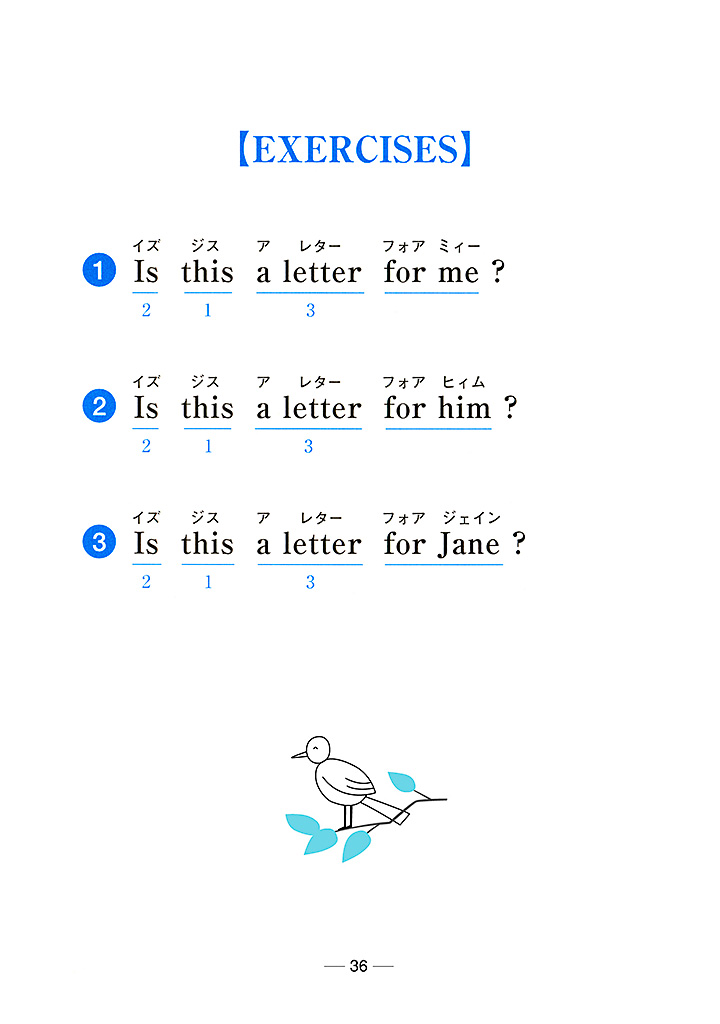 【EXERCISES】
イズ ジス ア レター フォア ミィー
1 Is this a letter for me ?
2 1 3
イズ ジス ア レター フォア ヒィム
2 Is this a letter for him ?
2 1 3
イズ ジス ア レター フォア ジェイン
3 Is this a letter for Jane ?
2 1 3
— 36 —